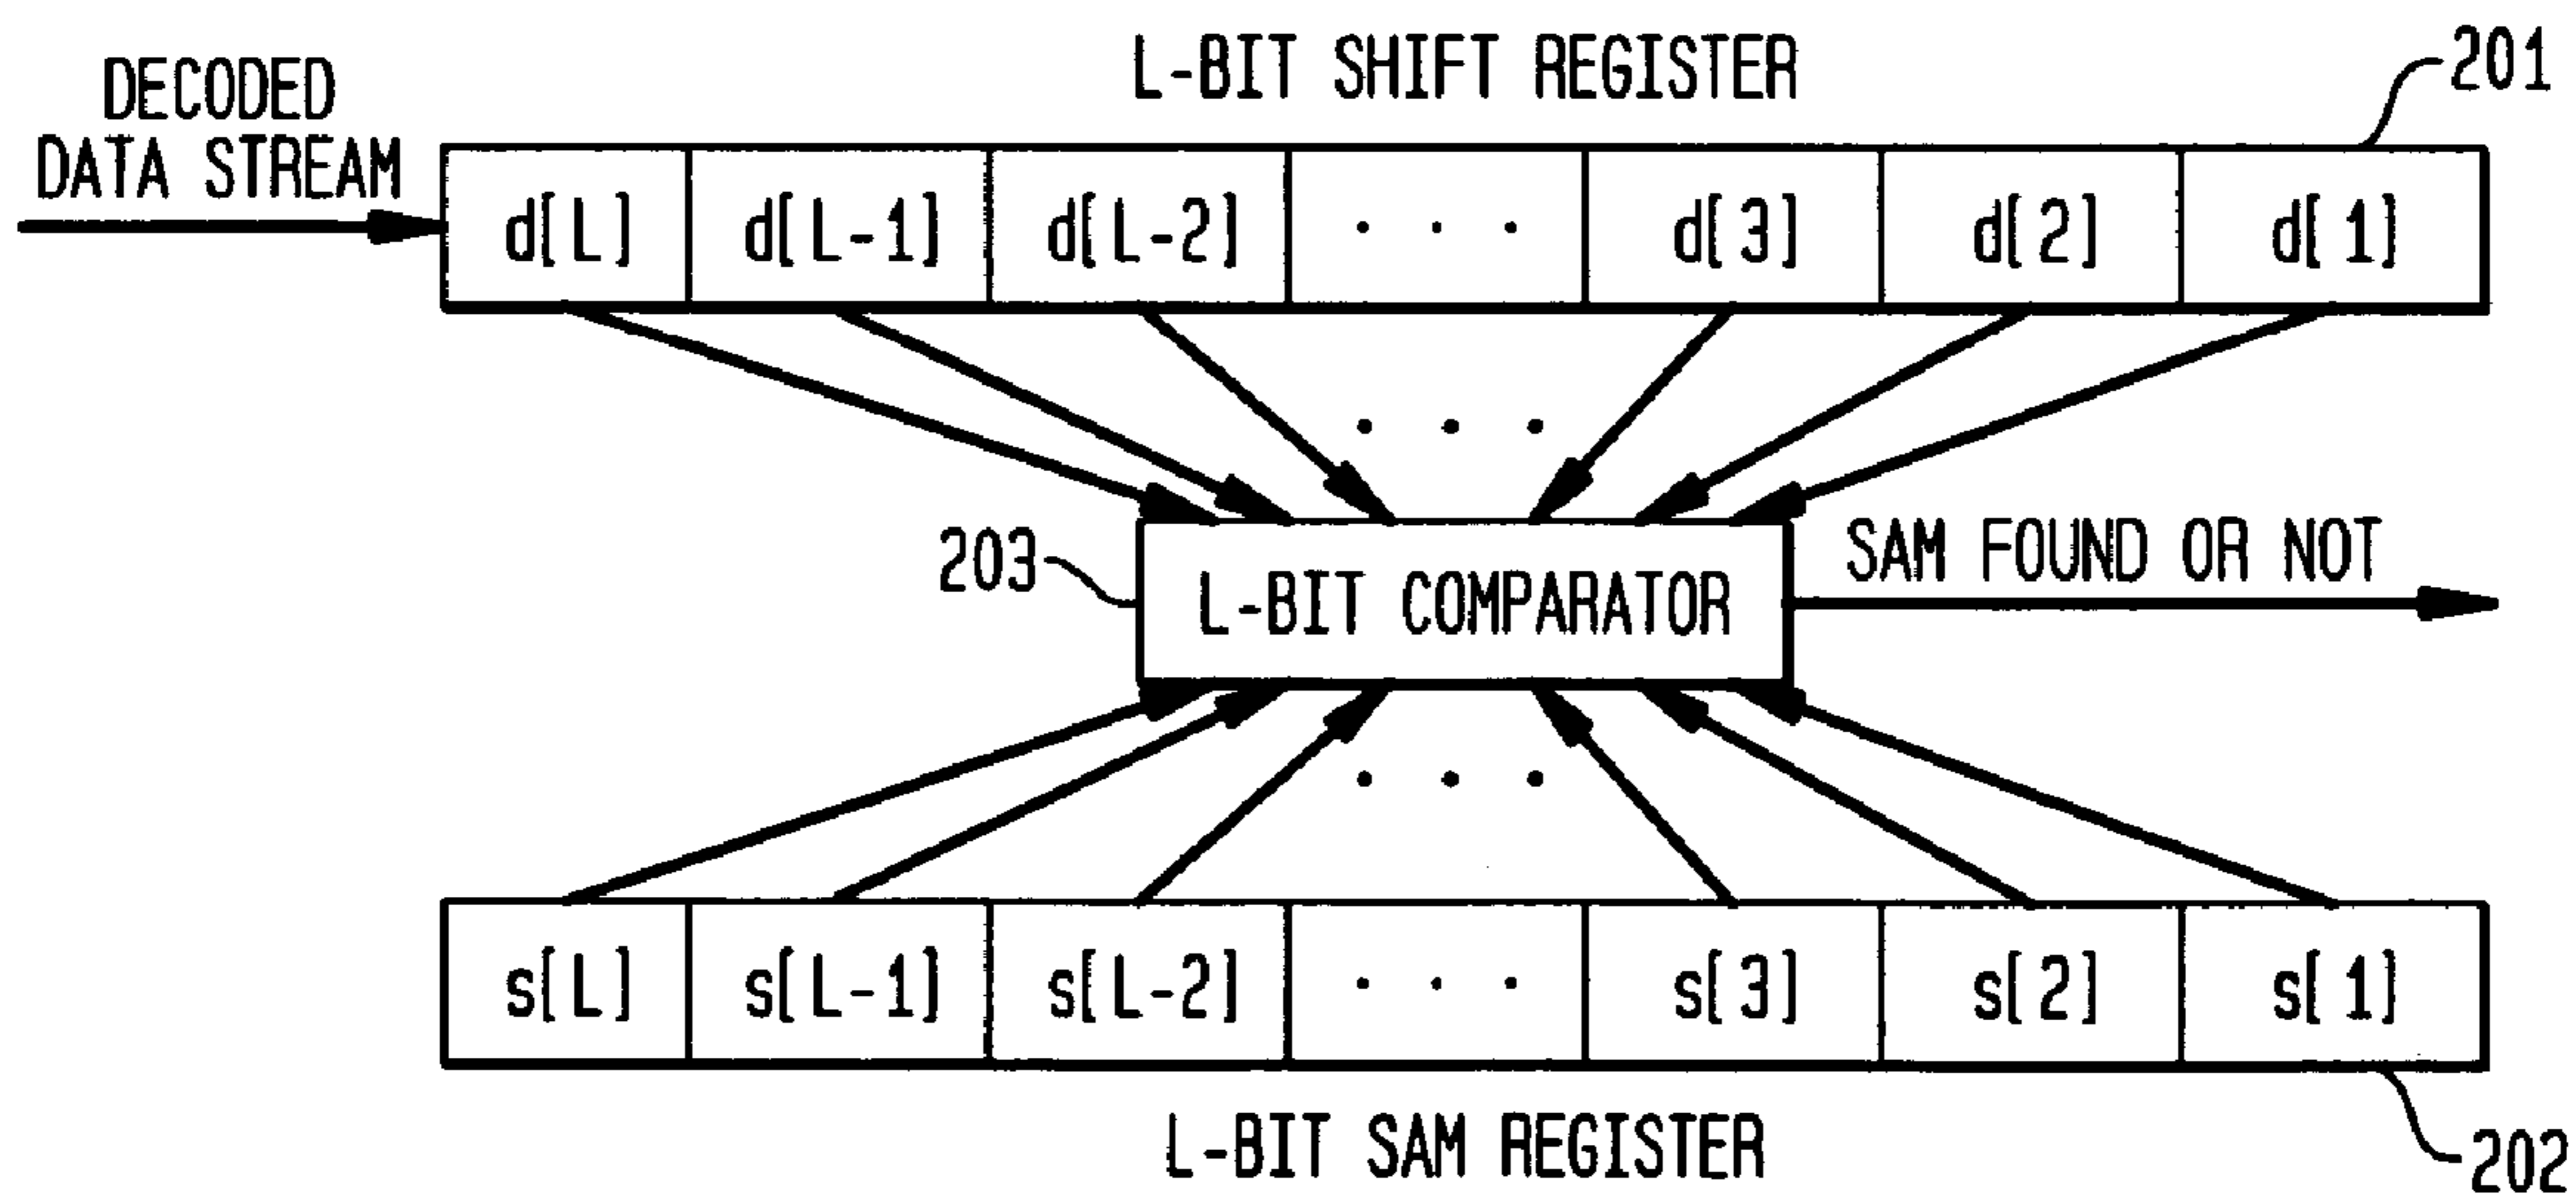 L-BIT SHIFT REGISTER
201
DECODED
DATA STREAM
d[L] d[L-1] d[L-2] . . . d[3] d[2] d[1]
. . .
203
L-BIT COMPARATOR
SAM FOUND OR NOT
. . .
s[L] s[L-1] s[L-2] . . . s[3] s[2] s[1]
L-BIT SAM REGISTER
202